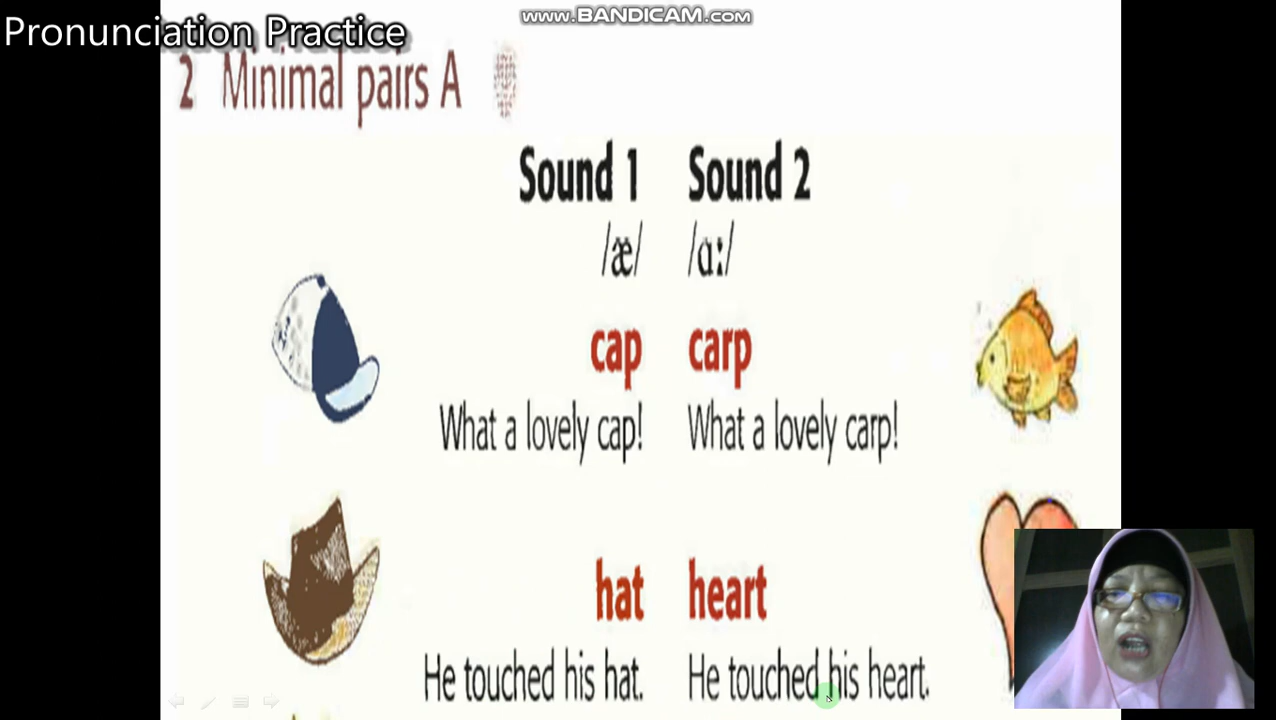 www.BANDICAM.com
Pronunciation Practice
2 Minimal pairs A
Sound 1 Sound 2
/æ/ /ɑː/
cap carp
What a lovely cap! What a lovely carp!
hat heart
He touched his hat. He touched his heart.